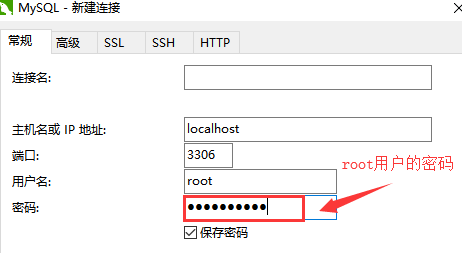 MySQL - 新建连接
常规 高级 SSL SSH HTTP
连接名:
主机名或 IP 地址: localhost
端口: 3306
root用户的密码
用户名: root
密码: ●●●●●●●●●●
保存密码